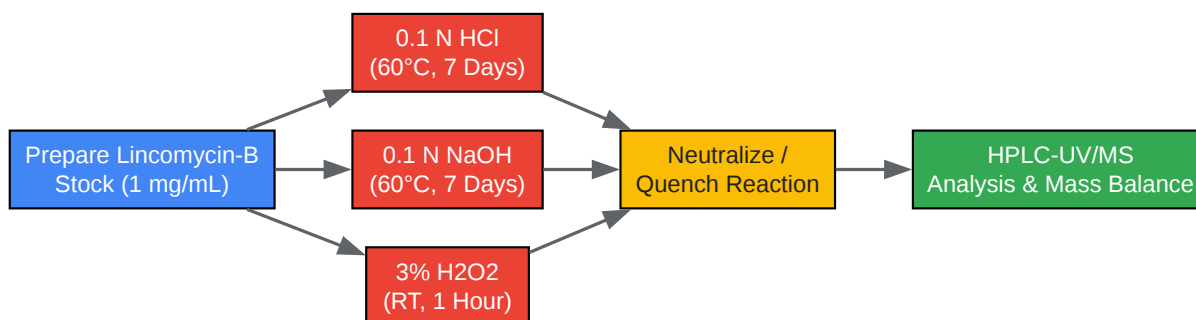 0.1 N HCl
(60°C, 7 Days)
Prepare Lincomycin-B
Stock (1 mg/mL)
0.1 N NaOH
(60°C, 7 Days)
Neutralize /
Quench Reaction
HPLC-UV/MS
Analysis & Mass Balance
3% H2O2
(RT, 1 Hour)